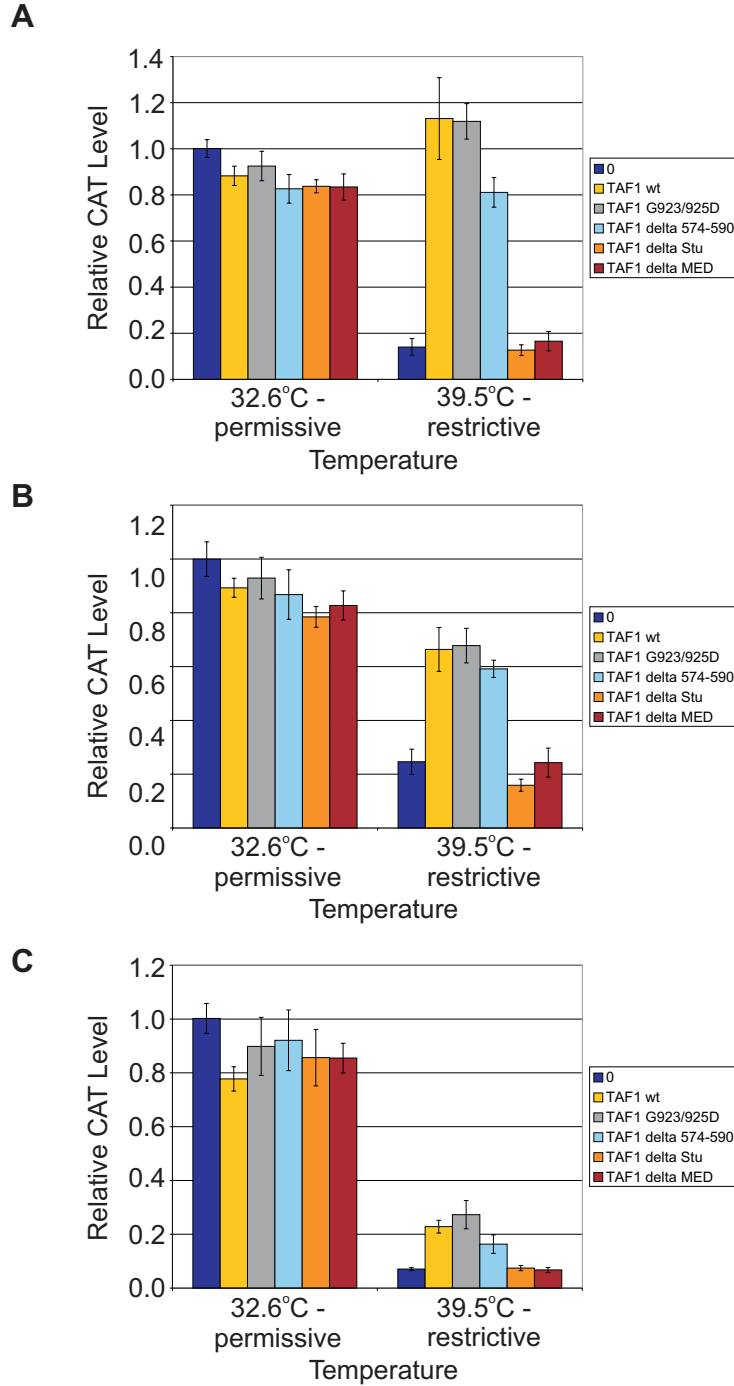 A
Relative CAT Level
1.4
1.2
1.0
0.8
0.6
0.4
0.2
0.0
32.6°C -
permissive
39.5°C -
restrictive
Temperature
0
TAF1 wt
TAF1 G923/925D
TAF1 delta 574-590
TAF1 delta Stu
TAF1 delta MED
B
Relative CAT Level
1.2
1.0
0.8
0.6
0.4
0.2
0.0
32.6°C -
permissive
39.5°C -
restrictive
Temperature
0
TAF1 wt
TAF1 G923/925D
TAF1 delta 574-590
TAF1 delta Stu
TAF1 delta MED
C
Relative CAT Level
1.2
1.0
0.8
0.6
0.4
0.2
0.0
32.6°C -
permissive
39.5°C -
restrictive
Temperature
0
TAF1 wt
TAF1 G923/925D
TAF1 delta 574-590
TAF1 delta Stu
TAF1 delta MED